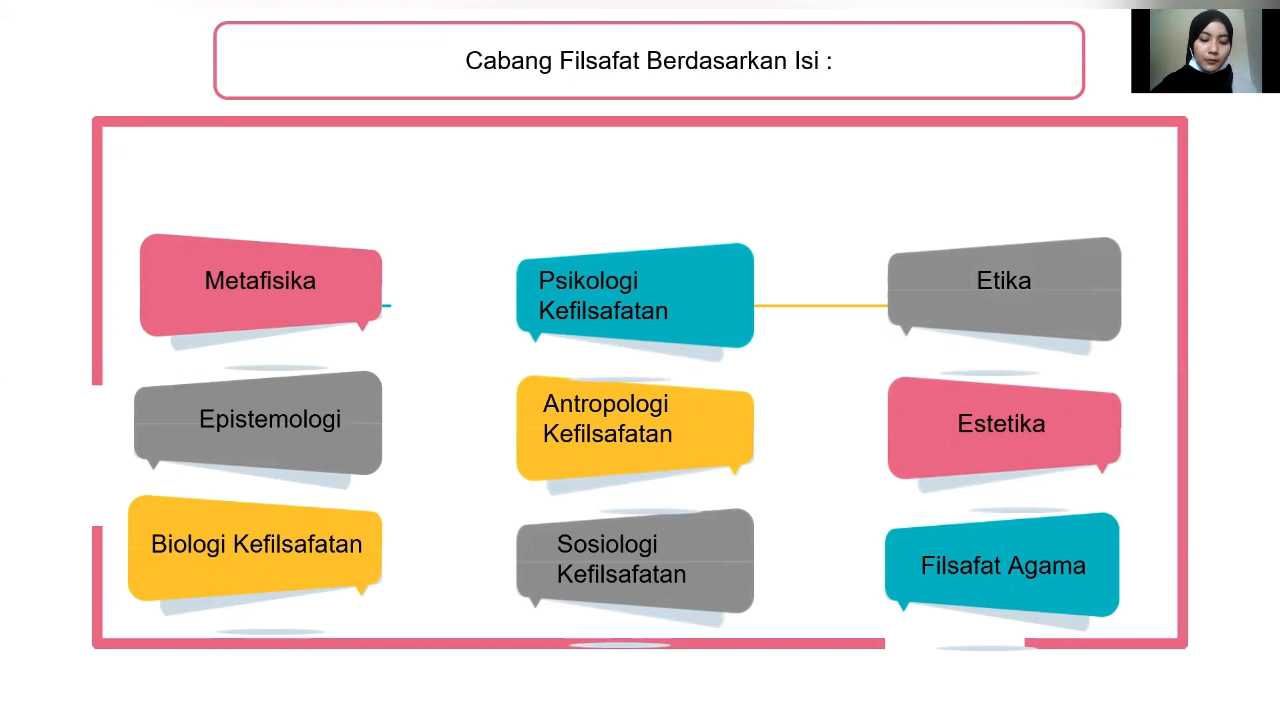 Cabang Filsafat Berdasarkan Isi :
Metafisika
Psikologi
Kefilsafatan
Etika
Epistemologi
Antropologi
Kefilsafatan
Estetika
Biologi Kefilsafatan
Sosiologi
Kefilsafatan
Filsafat Agama